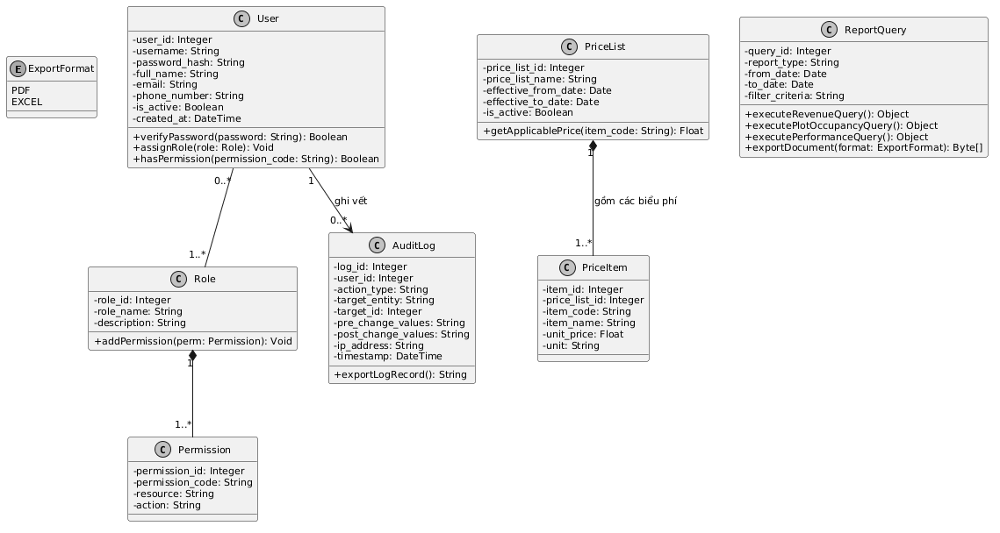 E ExportFormat
PDF
EXCEL
C User
-user_id: Integer
-username: String
-password_hash: String
-full_name: String
-email: String
-phone_number: String
-is_active: Boolean
-created_at: DateTime
+verifyPassword(password: String): Boolean
+assignRole(role: Role): Void
+hasPermission(permission_code: String): Boolean
C PriceList
-price_list_id: Integer
-price_list_name: String
-effective_from_date: Date
-effective_to_date: Date
-is_active: Boolean
+getApplicablePrice(item_code: String): Float
C ReportQuery
-query_id: Integer
-report_type: String
-from_date: Date
-to_date: Date
-filter_criteria: String
+executeRevenueQuery(): Object
+executePlotOccupancyQuery(): Object
+executePerformanceQuery(): Object
+exportDocument(format: ExportFormat): Byte[]
0..*
1..*
1
ghi vết
0..*
1
gồm các biểu phí
1..*
C Role
-role_id: Integer
-role_name: String
-description: String
+addPermission(perm: Permission): Void
C AuditLog
-log_id: Integer
-user_id: Integer
-action_type: String
-target_entity: String
-target_id: Integer
-pre_change_values: String
-post_change_values: String
-ip_address: String
-timestamp: DateTime
+exportLogRecord(): String
C PriceItem
-item_id: Integer
-price_list_id: Integer
-item_code: String
-item_name: String
-unit_price: Float
-unit: String
1
1..*
C Permission
-permission_id: Integer
-permission_code: String
-resource: String
-action: String